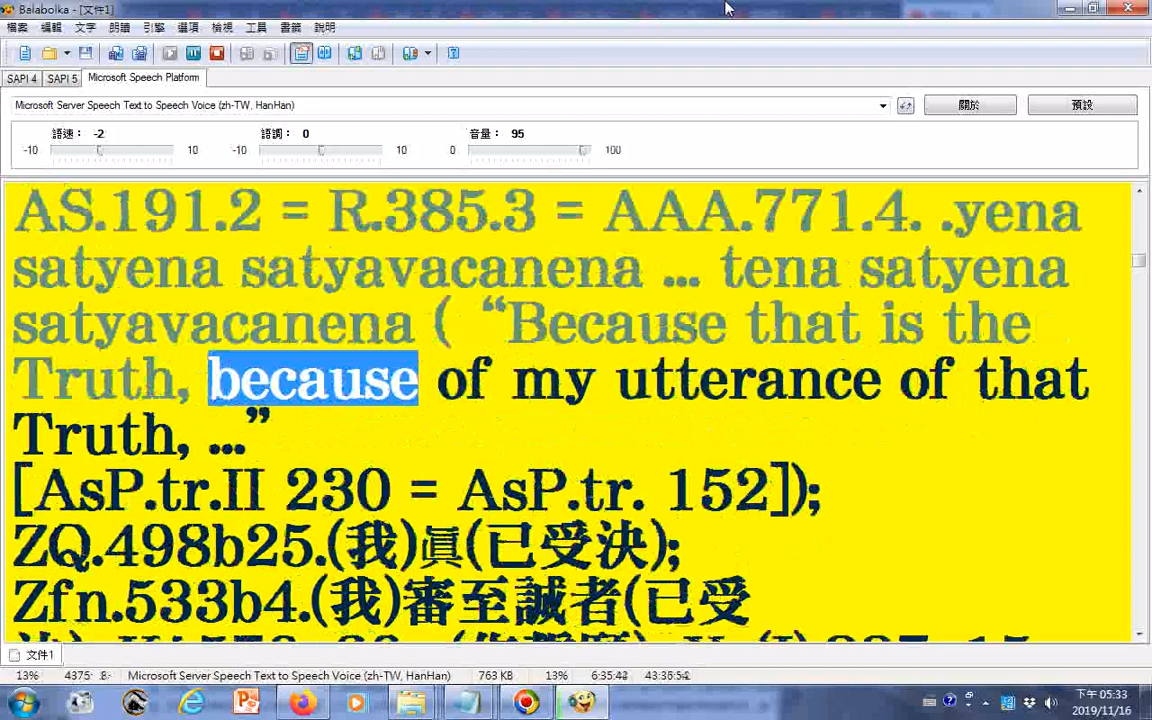 Balabolka - [文件1]
檔案 編輯 文字 朗讀 引擎 選項 檢視 工具 書籤 說明
SAPI 4 SAPI 5 Microsoft Speech Platform
Microsoft Server Speech Text to Speech Voice (zh-TW, HanHan) 關於 預設
語速： -2 語調： 0 音量： 95
-10 10 -10 10 0 100
AS.191.2 = R.385.3 = AAA.771.4. .yena
satyena satyavacanena ... tena satyena
satyavacanena ( “Because that is the
Truth, because of my utterance of that
Truth, ...”
[AsP.tr.II 230 = AsP.tr. 152]);
ZQ.498b25.(我)眞(已受決);
Zfn.533b4.(我)審至誠者(已受
文件1
13% 4375 Microsoft Server Speech Text to Speech Voice (zh-TW, HanHan) 763 KB 13% 6:35:42 43:36:54
下午 05:33
2019/11/16